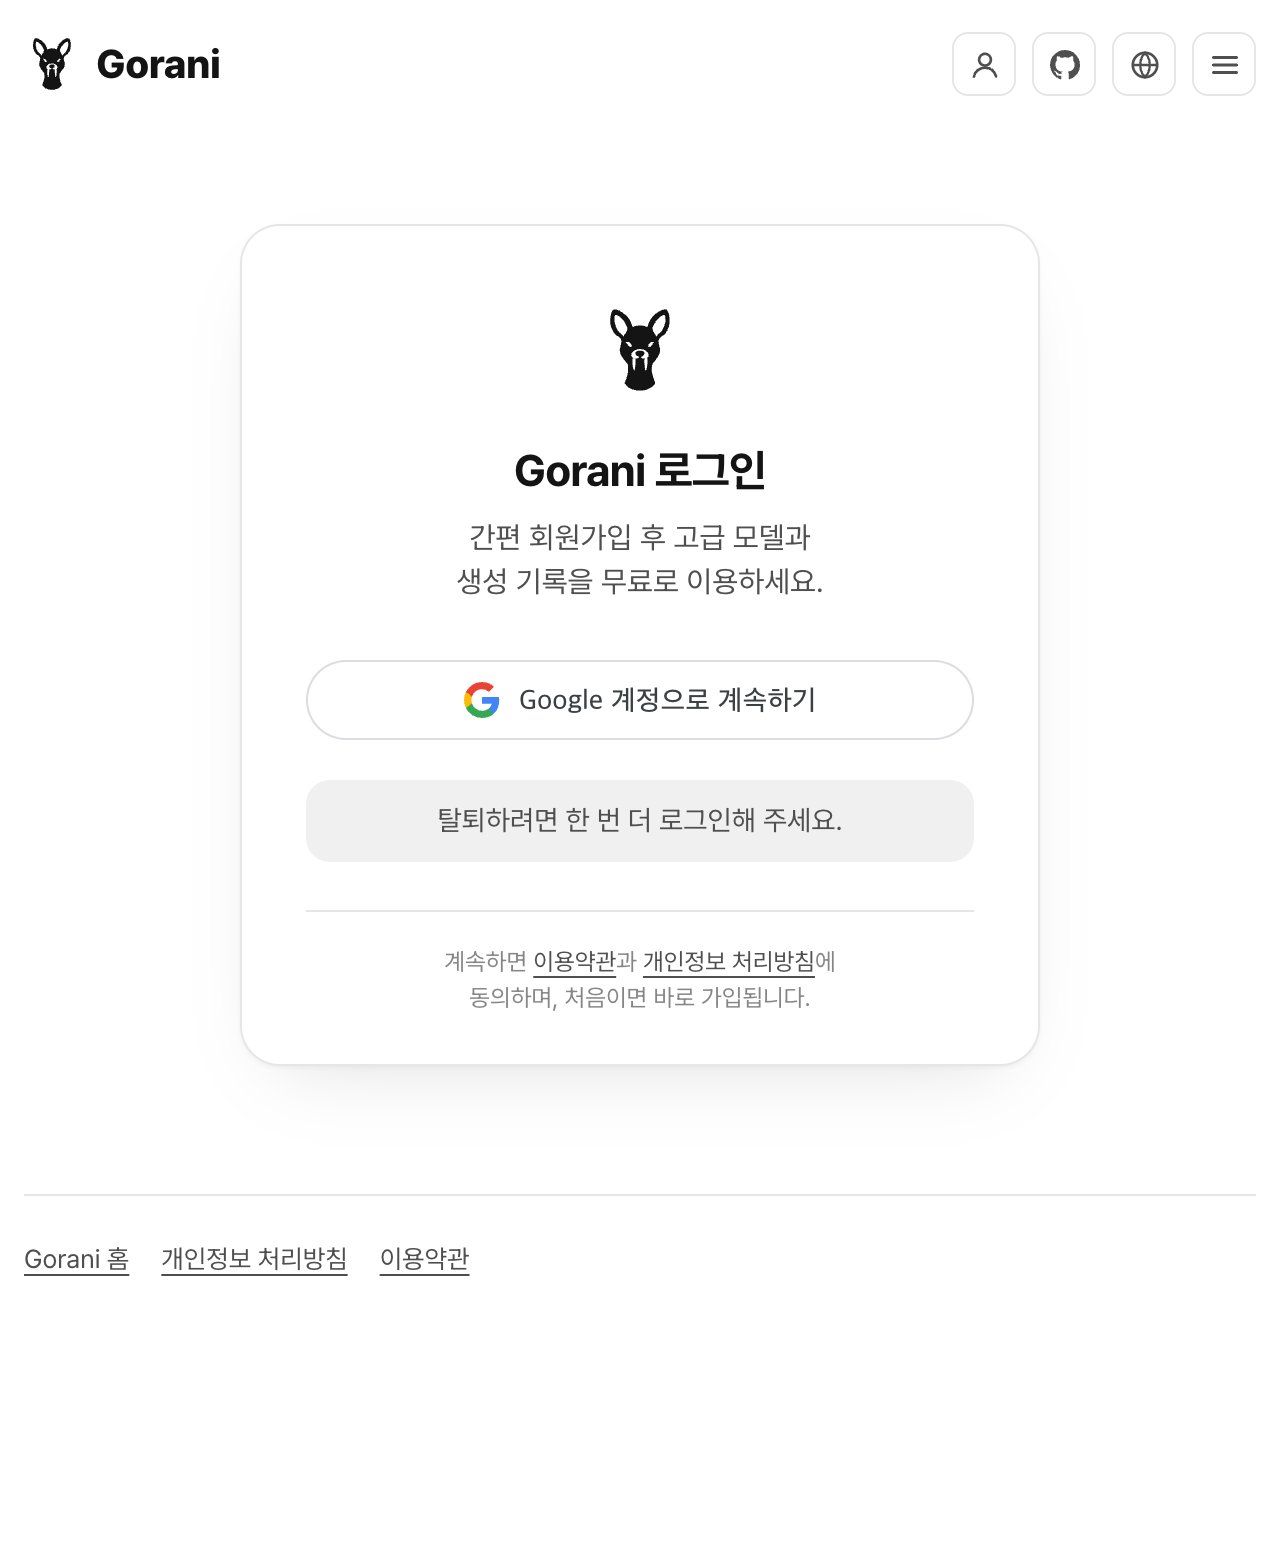 Gorani
Gorani 로그인
간편 회원가입 후 고급 모델과
생성 기록을 무료로 이용하세요.
Google 계정으로 계속하기
탈퇴하려면 한 번 더 로그인해 주세요.
계속하면 이용약관과 개인정보 처리방침에
동의하며, 처음이면 바로 가입됩니다.
Gorani 홈 개인정보 처리방침 이용약관